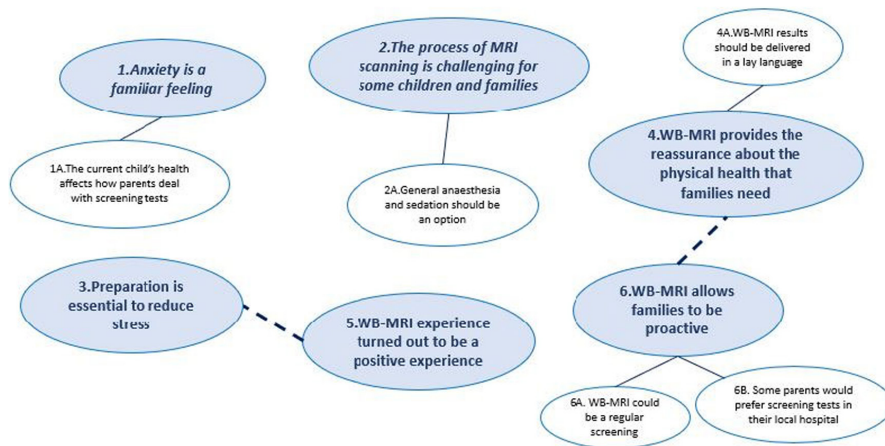 1.Anxiety is a
familiar feeling
1A.The current child's health
affects how parents deal
with screening tests
2.The process of MRI
scanning is challenging for
some children and families
2A.General anaesthesia
and sedation should be
an option
4A.WB-MRI results
should be delivered
in a lay language
4.WB-MRI provides the
reassurance about the
physical health that
families need
3.Preparation is
essential to reduce
stress
5.WB-MRI experience
turned out to be a
positive experience
6.WB-MRI allows
families to be
proactive
6A. WB-MRI could
be a regular
screening
6B. Some parents would
prefer screening tests in
their local hospital